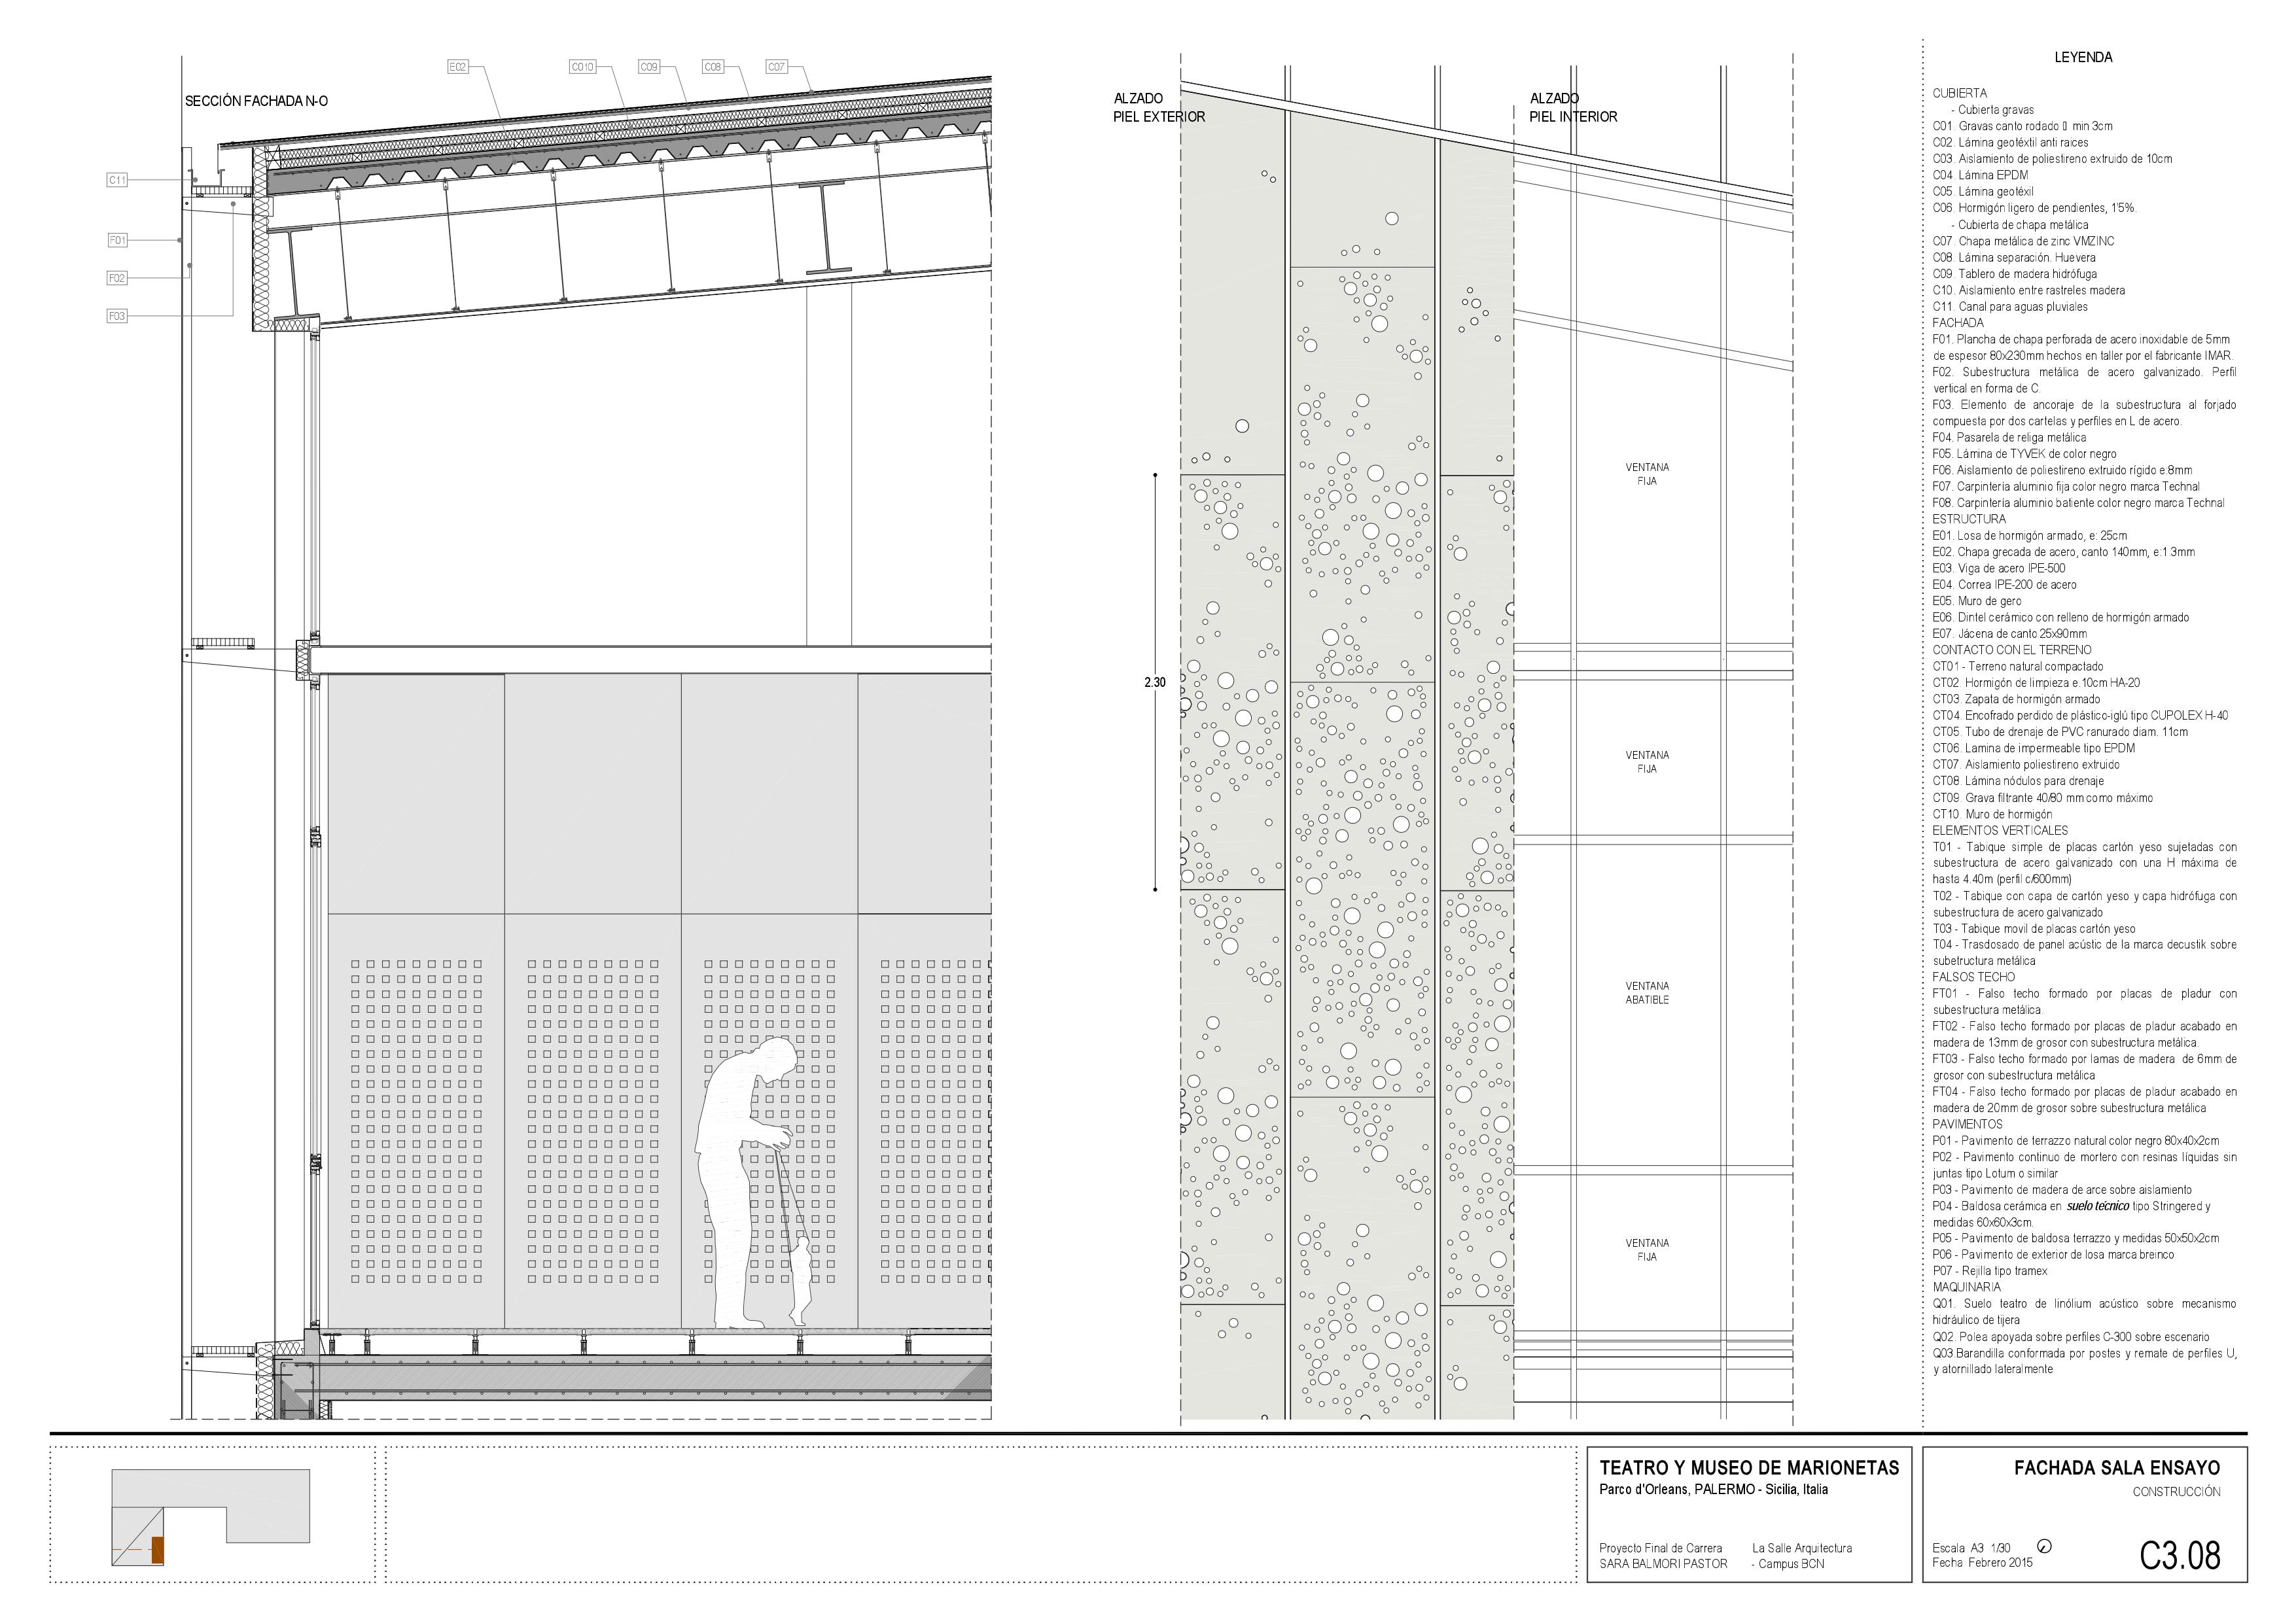 E02
C010
C09
C08
C07
SECCIÓN FACHADA N-O
C11
F01
F02
F03
ALZADO
PIEL EXTERIOR
ALZADO
PIEL INTERIOR
2.30
VENTANA
FIJA
VENTANA
FIJA
VENTANA
ABATIBLE
VENTANA
FIJA
LEYENDA
CUBIERTA
- Cubierta gravas
C01. Gravas canto rodado min 3cm
C02. Lámina geotéxtil anti raices
C03. Aislamiento de poliestireno extruido de 10cm
C04. Lámina EPDM
C05. Lámina geotéxil
C06. Hormigón ligero de pendientes, 1'5%.
- Cubierta de chapa metálica
C07. Chapa metálica de zinc VMZINC
C08. Lámina separación. Huevera
C09. Tablero de madera hidrófuga
C10. Aislamiento entre rastreles madera
C11. Canal para aguas pluviales
FACHADA
F01. Plancha de chapa perforada de acero inoxidable de 5mm
de espesor 80x230mm hechos en taller por el fabricante IMAR.
F02. Subestructura metálica de acero galvanizado. Perfil
vertical en forma de C.
F03. Elemento de ancoraje de la subestructura al forjado
compuesta por dos cartelas y perfiles en L de acero.
F04. Pasarela de religa metálica
F05. Lámina de TYVEK de color negro
F06. Aislamiento de poliestireno extruido rígido e:8mm
F07. Carpintería aluminio fija color negro marca Technal
F08. Carpintería aluminio batiente color negro marca Technal
ESTRUCTURA
E01. Losa de hormigón armado, e: 25cm
E02. Chapa grecada de acero, canto 140mm, e:1.3mm
E03. Viga de acero IPE-500
E04. Correa IPE-200 de acero
E05. Muro de gero
E06. Dintel cerámico con relleno de hormigón armado
E07. Jácena de canto 25x90mm
CONTACTO CON EL TERRENO
CT01 - Terreno natural compactado
CT02. Hormigón de limpieza e.10cm HA-20
CT03. Zapata de hormigón armado
CT04. Encofrado perdido de plástico-iglú tipo CUPOLEX H-40
CT05. Tubo de drenaje de PVC ranurado diam. 11cm
CT06. Lamina de impermeable tipo EPDM
CT07. Aislamiento poliestireno extruido
CT08. Lámina nódulos para drenaje
CT09. Grava filtrante 40/80 mm como máximo
CT10. Muro de hormigón
ELEMENTOS VERTICALES
T01 - Tabique simple de placas cartón yeso sujetadas con
subestructura de acero galvanizado con una H máxima de
hasta 4.40m (perfil c/600mm)
T02 - Tabique con capa de cartón yeso y capa hidrófuga con
subestructura de acero galvanizado
T03 - Tabique movil de placas cartón yeso
T04 - Trasdosado de panel acústic de la marca decustik sobre
subetructura metálica
FALSOS TECHO
FT01 - Falso techo formado por placas de pladur con
subestructura metálica.
FT02 - Falso techo formado por placas de pladur acabado en
madera de 13mm de grosor con subestructura metálica.
FT03 - Falso techo formado por lamas de madera de 6mm de
grosor con subestructura metálica
FT04 - Falso techo formado por placas de pladur acabado en
madera de 20mm de grosor sobre subestructura metálica
PAVIMENTOS
P01 - Pavimento de terrazzo natural color negro 80x40x2cm
P02 - Pavimento continuo de mortero con resinas líquidas sin
juntas tipo Lotum o similar
P03 - Pavimento de madera de arce sobre aislamiento
P04 - Baldosa cerámica en suelo técnico tipo Stringered y
medidas 60x60x3cm.
P05 - Pavimento de baldosa terrazzo y medidas 50x50x2cm
P06 - Pavimento de exterior de losa marca breinco
P07 - Rejilla tipo tramex
MAQUINARIA
Q01. Suelo teatro de linólium acústico sobre mecanismo
hidráulico de tijera
Q02. Polea apoyada sobre perfiles C-300 sobre escenario
Q03.Barandilla conformada por postes y remate de perfiles U,
y atornillado lateralmente
TEATRO Y MUSEO DE MARIONETAS
Parco d'Orleans, PALERMO - Sicilia, Italia
Proyecto Final de Carrera La Salle Arquitectura
SARA BALMORI PASTOR - Campus BCN
FACHADA SALA ENSAYO
CONSTRUCCIÓN
Escala A3 1/30
Fecha Febrero 2015
C3.08